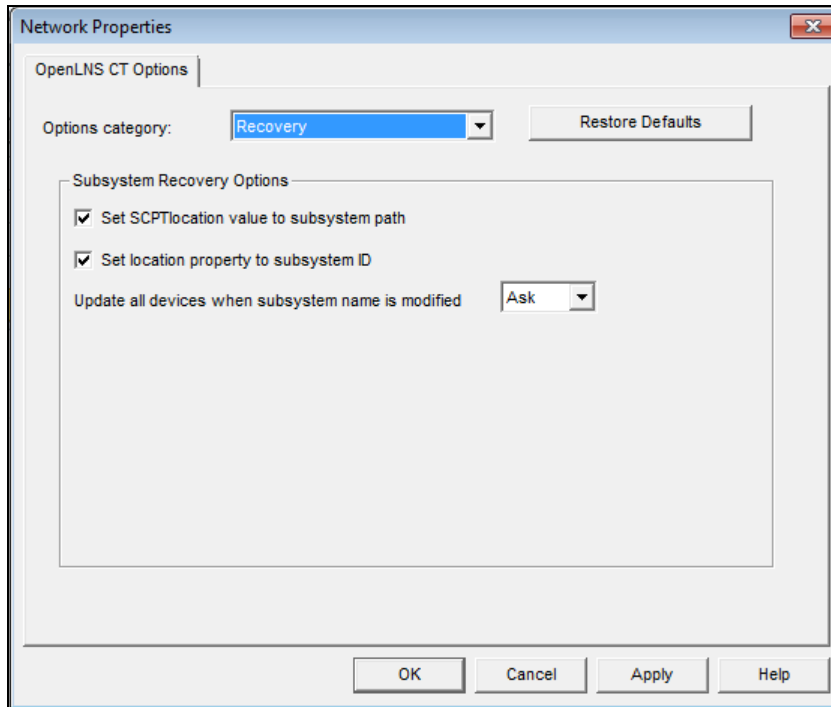 Network Properties
OpenLNS CT Options
Options category: Recovery Restore Defaults
Subsystem Recovery Options
Set SCPTlocation value to subsystem path
Set location property to subsystem ID
Update all devices when subsystem name is modified Ask
OK Cancel Apply Help